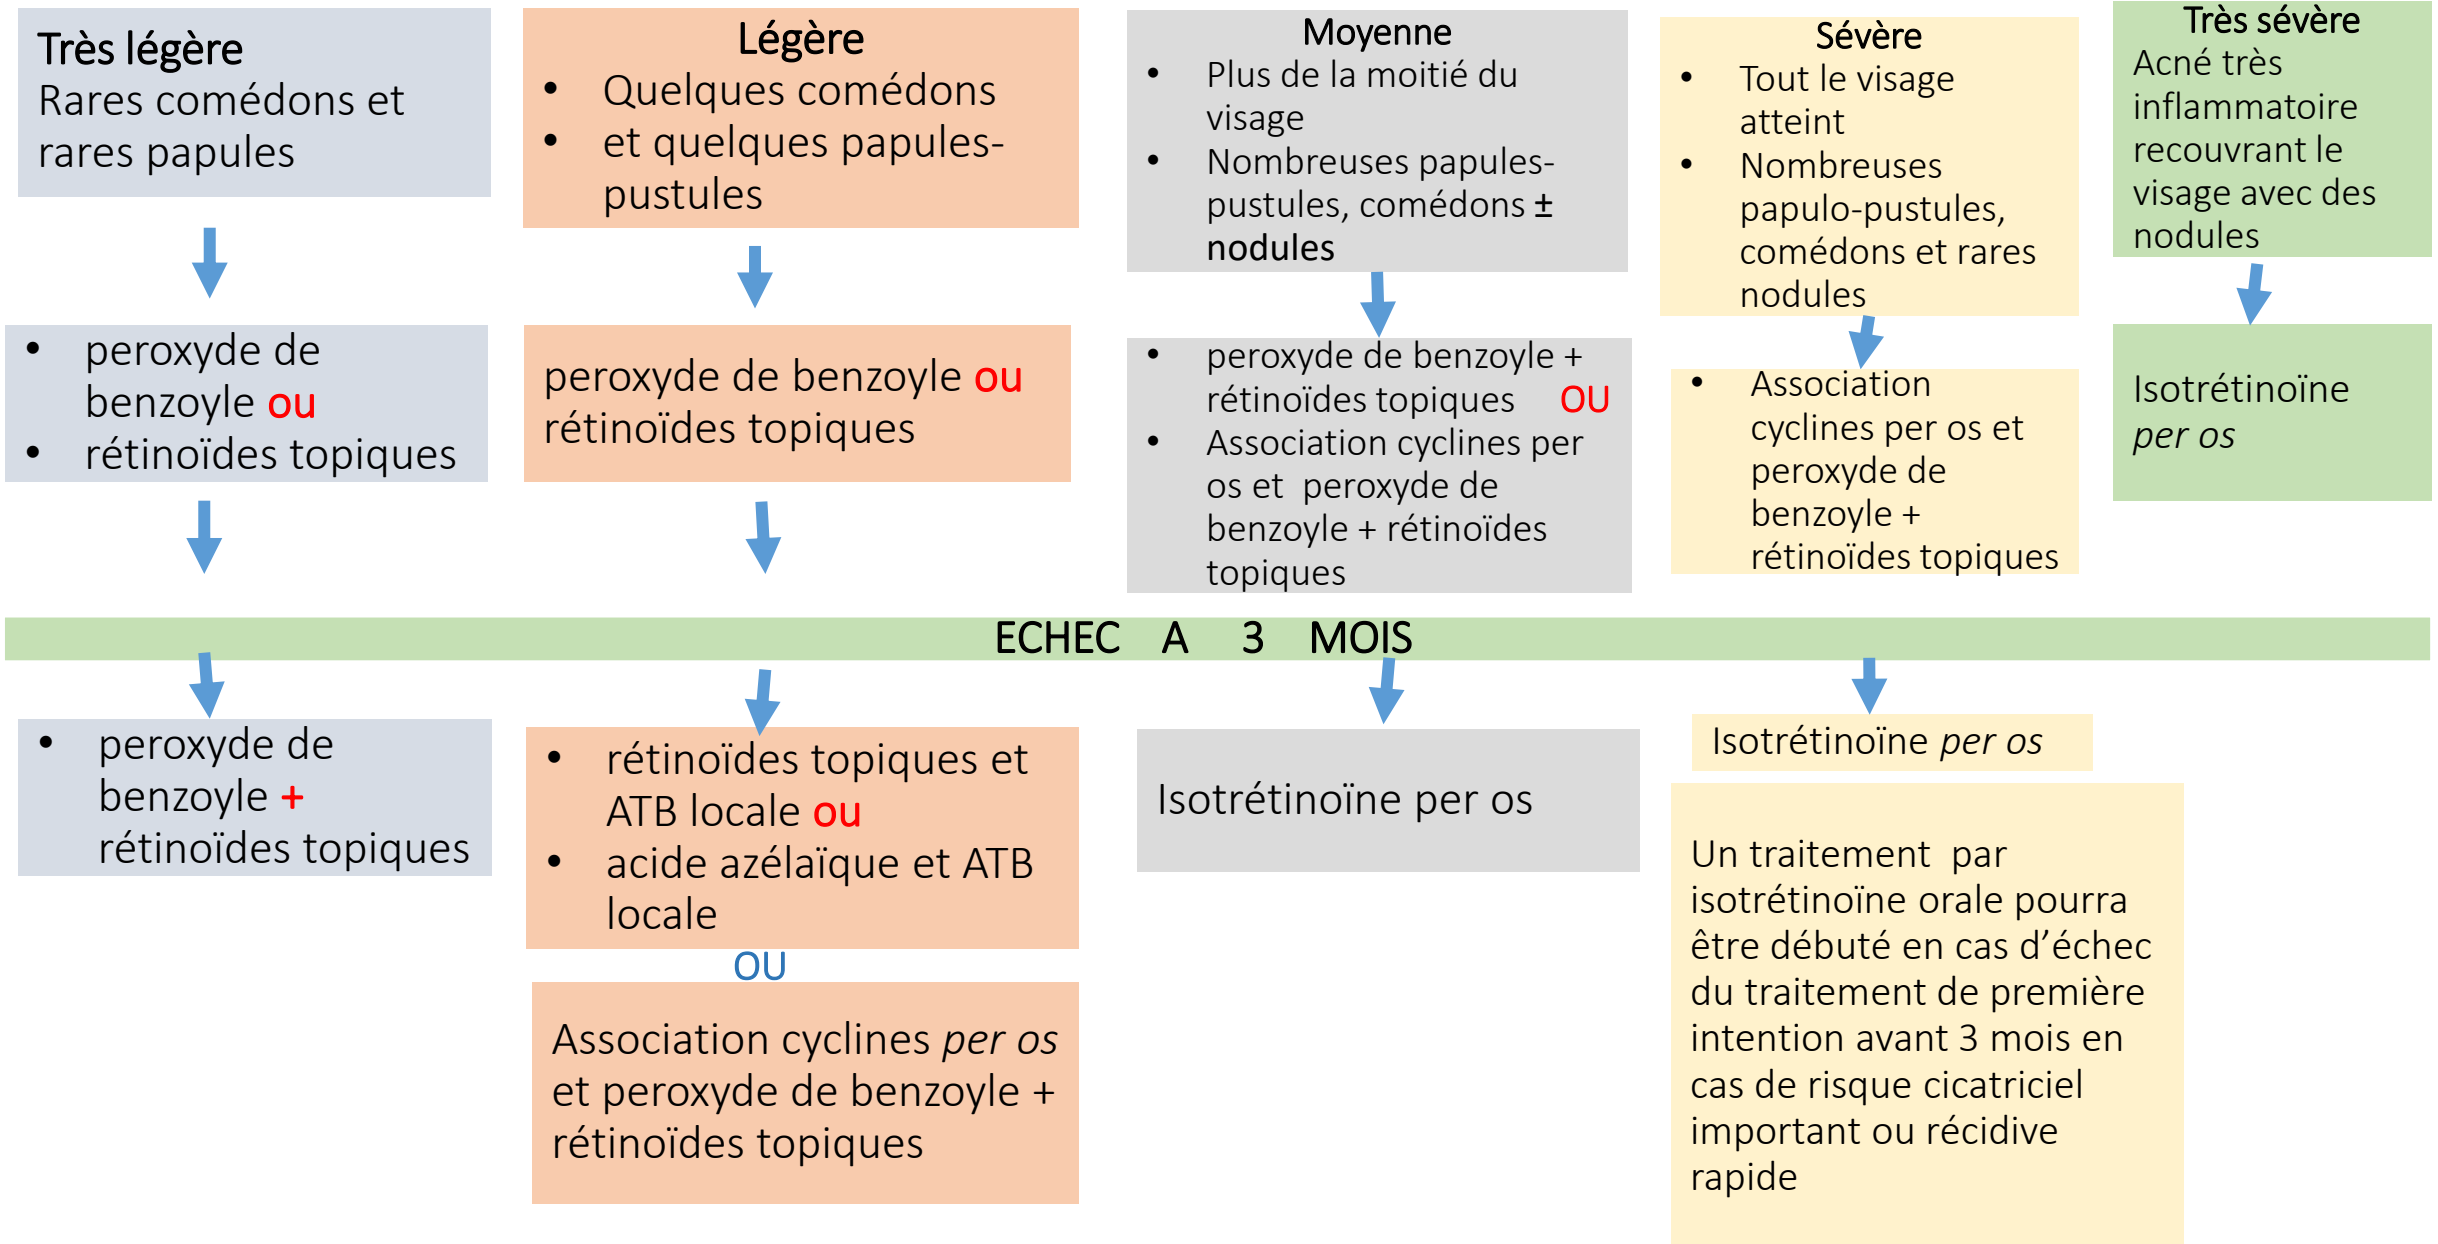 Très légère
Rares comédons et
rares papules
Légère
• Quelques comédons
• et quelques papules-
pustules
Moyenne
• Plus de la moitié du
visage
• Nombreuses papules-
pustules, comédons ±
nodules
Sévère
• Tout le visage
atteint
• Nombreuses
papulo-pustules,
comédons et rares
nodules
Très sévère
Acné très
inflammatoire
recouvrant le
visage avec des
nodules
• peroxyde de
benzoyle ou
• rétinoïdes topiques
peroxyde de benzoyle ou
rétinoïdes topiques
• peroxyde de benzoyle +
rétinoïdes topiques OU
• Association cyclines per
os et peroxyde de
benzoyle + rétinoïdes
topiques
• Association
cyclines per os et
peroxyde de
benzoyle +
rétinoïdes topiques
Isotrétinoïne
per os
ECHEC A 3 MOIS
• peroxyde de
benzoyle +
rétinoïdes topiques
• rétinoïdes topiques et
ATB locale ou
• acide azélaïque et ATB
locale
OU
Association cyclines per os
et peroxyde de benzoyle +
rétinoïdes topiques
Isotrétinoïne per os
Isotrétinoïne per os
Un traitement par
isotrétinoïne orale pourra
être débuté en cas d’échec
du traitement de première
intention avant 3 mois en
cas de risque cicatriciel
important ou récidive
rapide